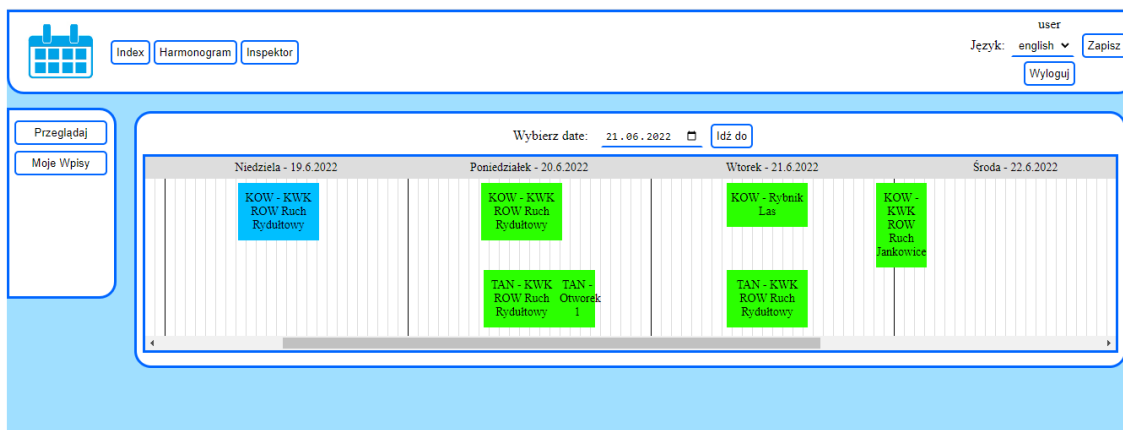 user
Index Harmonogram Inspektor
Język: english Zapisz
Wyloguj
Przeglądaj
Moje Wpisy
Wybierz date: 21.06.2022 Idź do
Niedziela - 19.6.2022 Poniedziałek - 20.6.2022 Wtorek - 21.6.2022 Środa - 22.6.2022
KOW - KWK
ROW Ruch
Rydułtowy
KOW - KWK
ROW Ruch
Rydułtowy
KOW - Rybnik
Las
KOW -
KWK
ROW
Ruch
Jankowice
TAN - KWK
ROW Ruch
Rydułtowy
TAN -
Otworek
1
TAN - KWK
ROW Ruch
Rydułtowy